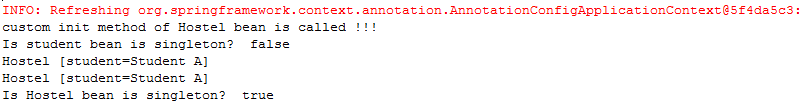 INFO: Refreshing org.springframework.context.annotation.AnnotationConfigApplicationContext@5f4da5c3:
custom init method of Hostel bean is called !!!
Is student bean is singleton?  false
Hostel [student=Student A]
Hostel [student=Student A]
Is Hostel bean is singleton?  true